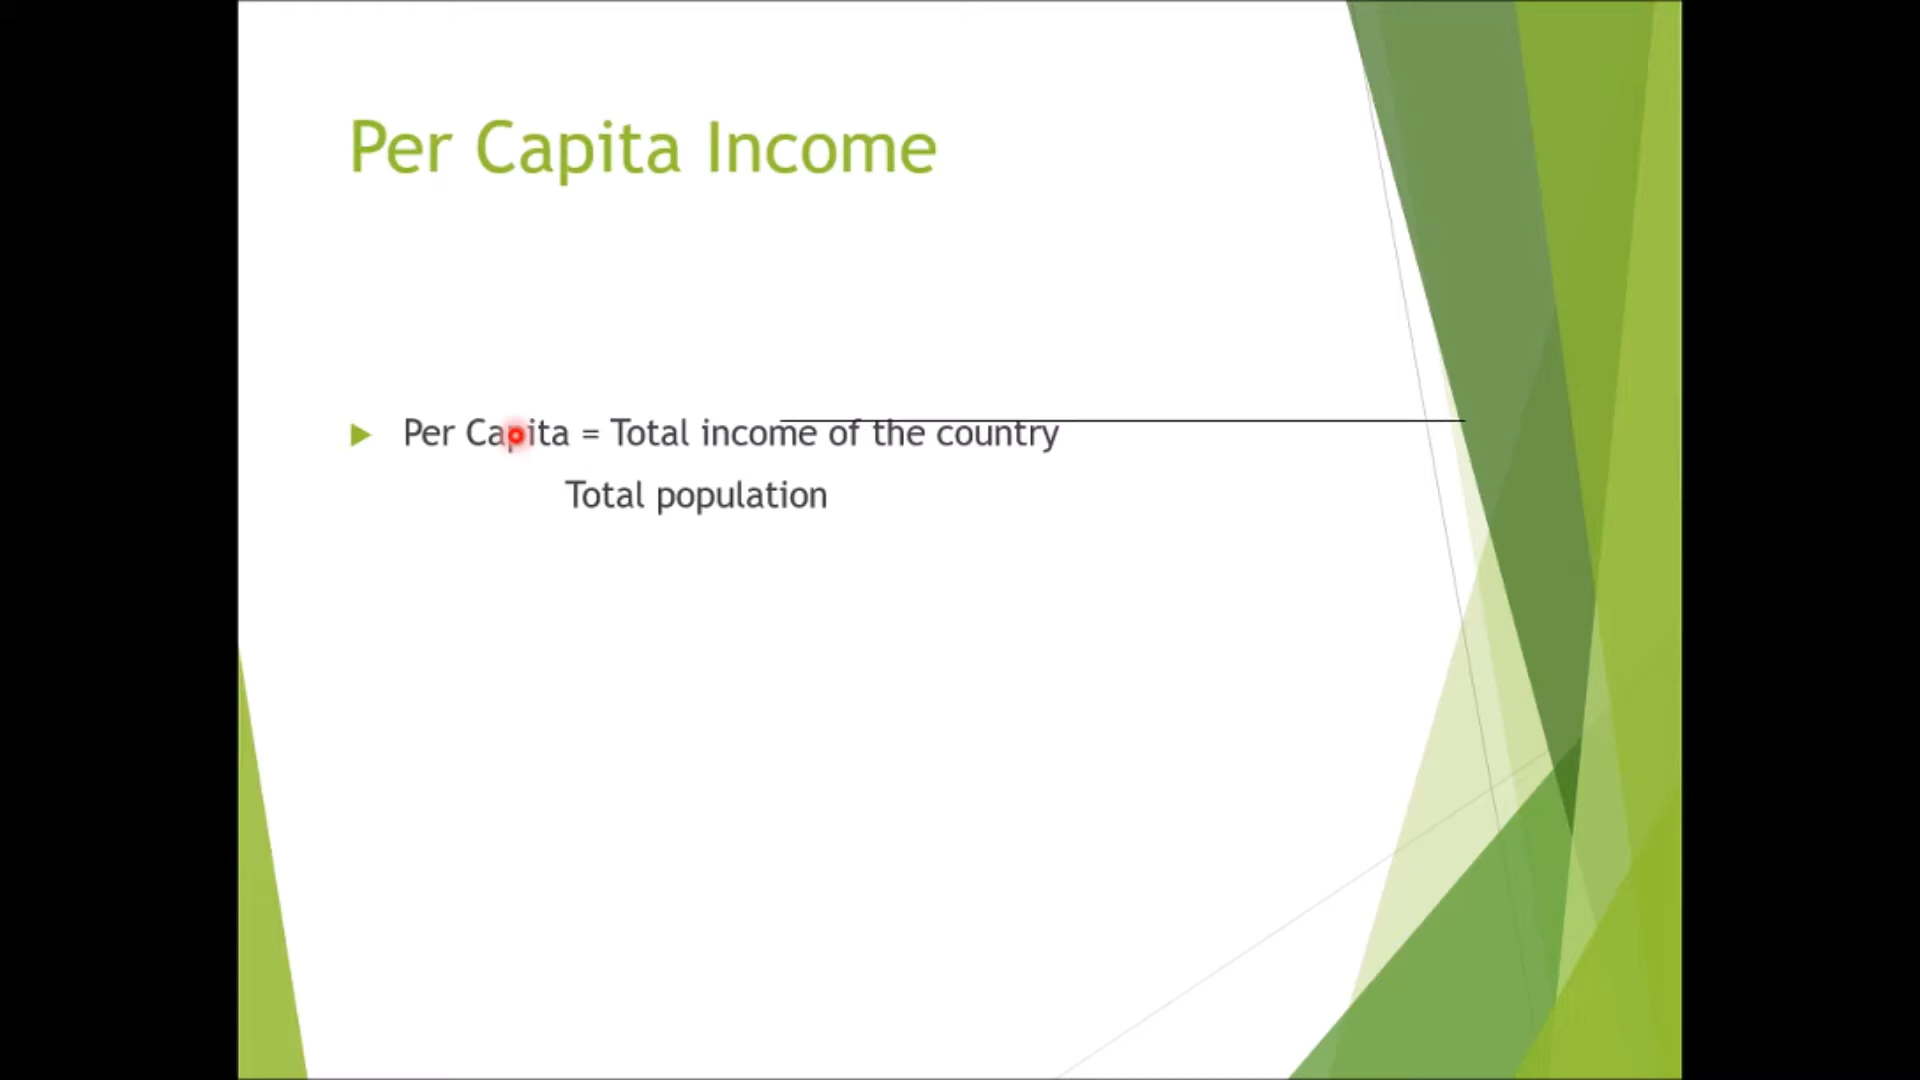 Per Capita Income
Per Capita = Total income of the country
Total population